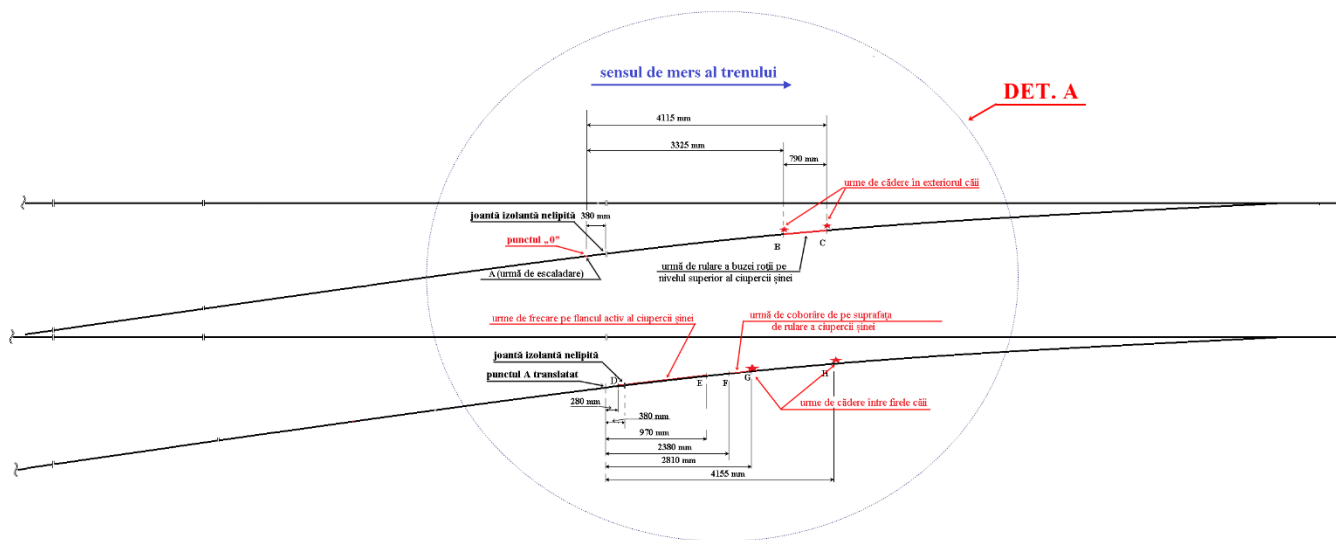 sensul de mers al trenului
DET. A
4115 mm
3325 mm
790 mm
urme de cădere în exteriorul căii
joantă izolantă nelipită
380 mm
punctul „0”
A (urmă de escaladare)
B
C
urmă de rulare a buzei roții pe
nivelul superior al ciupercii șinei
urme de frecare pe flancul activ al ciupercii șinei
urmă de coborâre de pe suprafața
de rulare a ciupercii șinei
joantă izolantă nelipită
punctul A translatat
D
E
F
G
H
urme de cădere între firele căii
280 mm
380 mm
970 mm
2380 mm
2810 mm
4155 mm